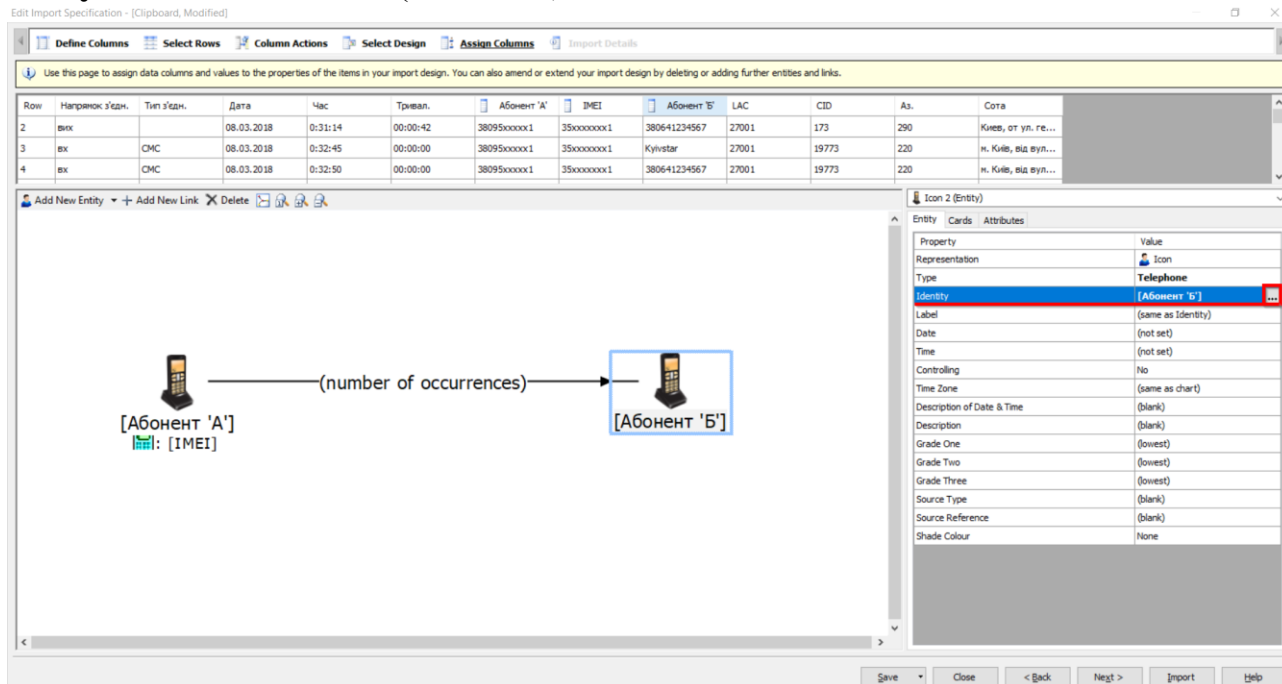 Edit Import Specification - [Clipboard, Modified]
Define Columns Select Rows Column Actions Select Design Assign Columns Import Details
Use this page to assign data columns and values to the properties of the items in your import design. You can also amend or extend your import design by deleting or adding further entities and links.
Row Напрянок з'єдн. Тип з'єдн. Дата Час Тривал. Абонент 'А' IMEI Абонент 'Б' LAC CID Аз. Сота
2 вих 08.03.2018 0:31:14 00:00:42 38095xxxxx1 35xxxxxxx1 380641234567 27001 173 290 Киев, от ул. ге...
3 вх СМС 08.03.2018 0:32:45 00:00:00 38095xxxxx1 35xxxxxxx1 Kyivstar 27001 19773 220 м. Київ, від вул...
4 вх СМС 08.03.2018 0:32:50 00:00:00 38095xxxxx1 35xxxxxxx1 380641234567 27001 19773 220 м. Київ, від вул...
Add New Entity Add New Link Delete
Icon 2 (Entity)
Entity Cards Attributes
Property Value
Representation Icon
Type Telephone
Identity [Абонент 'Б'] ...
Label (same as Identity)
Date (not set)
Time (not set)
Controlling No
Time Zone (same as chart)
Description of Date & Time (blank)
Description (blank)
Grade One (lowest)
Grade Two (lowest)
Grade Three (lowest)
Source Type (blank)
Source Reference (blank)
Shade Colour None
(number of occurrences)
[Абонент 'А'] [Абонент 'Б']
: [IMEI]
Save Close < Back Next > Import Help